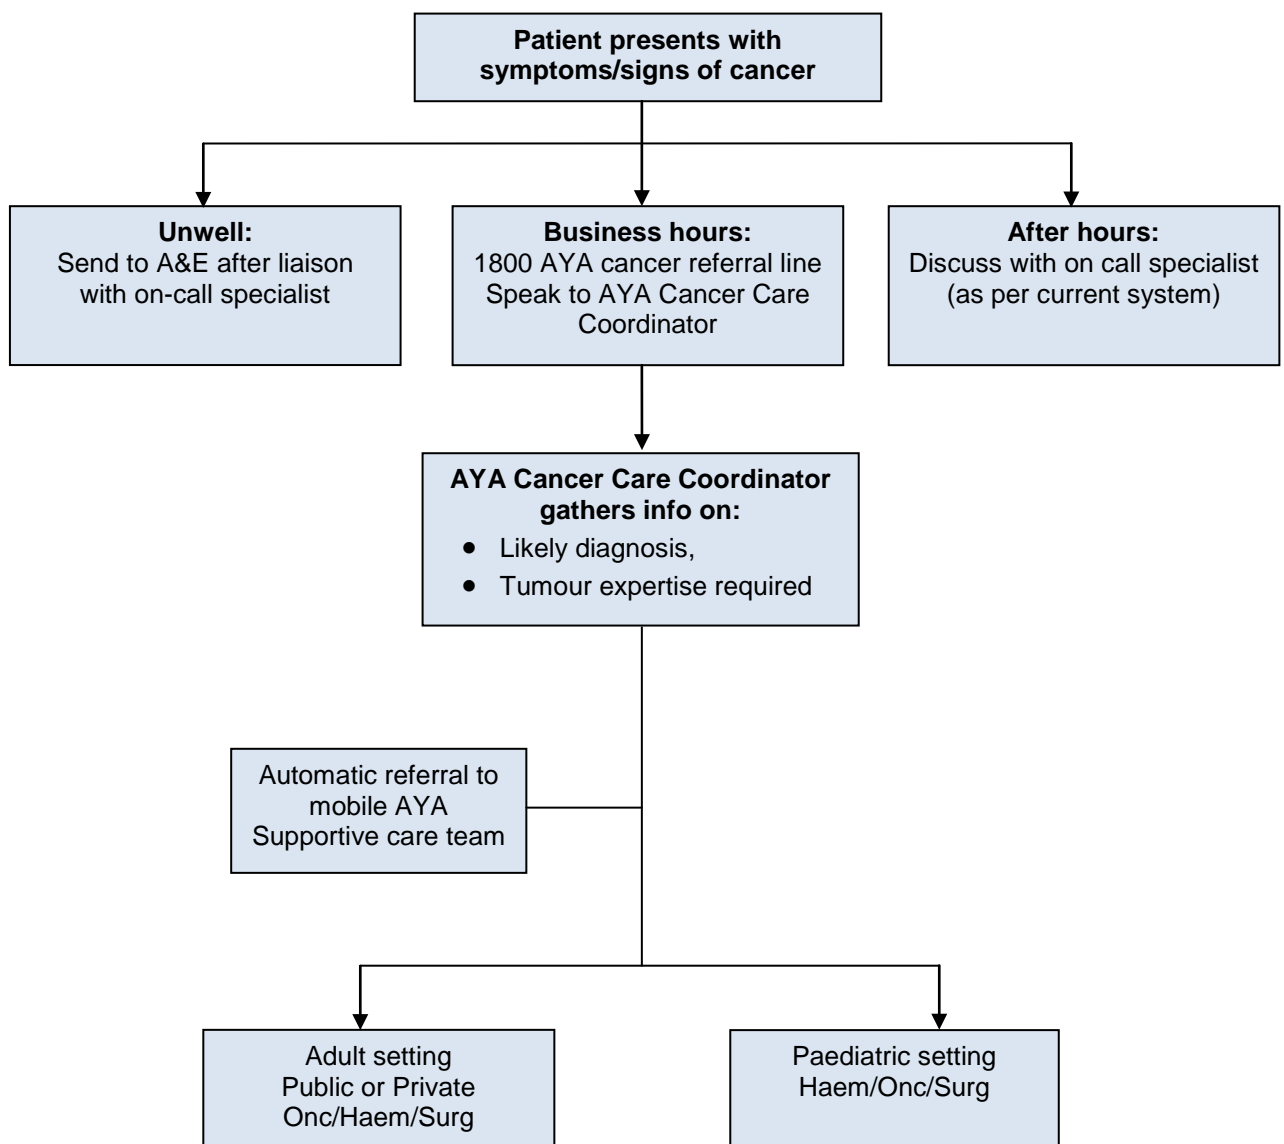 Patient presents with
symptoms/signs of cancer
Unwell:
Send to A&E after liaison
with on-call specialist
Business hours:
1800 AYA cancer referral line
Speak to AYA Cancer Care
Coordinator
After hours:
Discuss with on call specialist
(as per current system)
AYA Cancer Care Coordinator
gathers info on:
• Likely diagnosis,
• Tumour expertise required
Automatic referral to
mobile AYA
Supportive care team
Adult setting
Public or Private
Onc/Haem/Surg
Paediatric setting
Haem/Onc/Surg